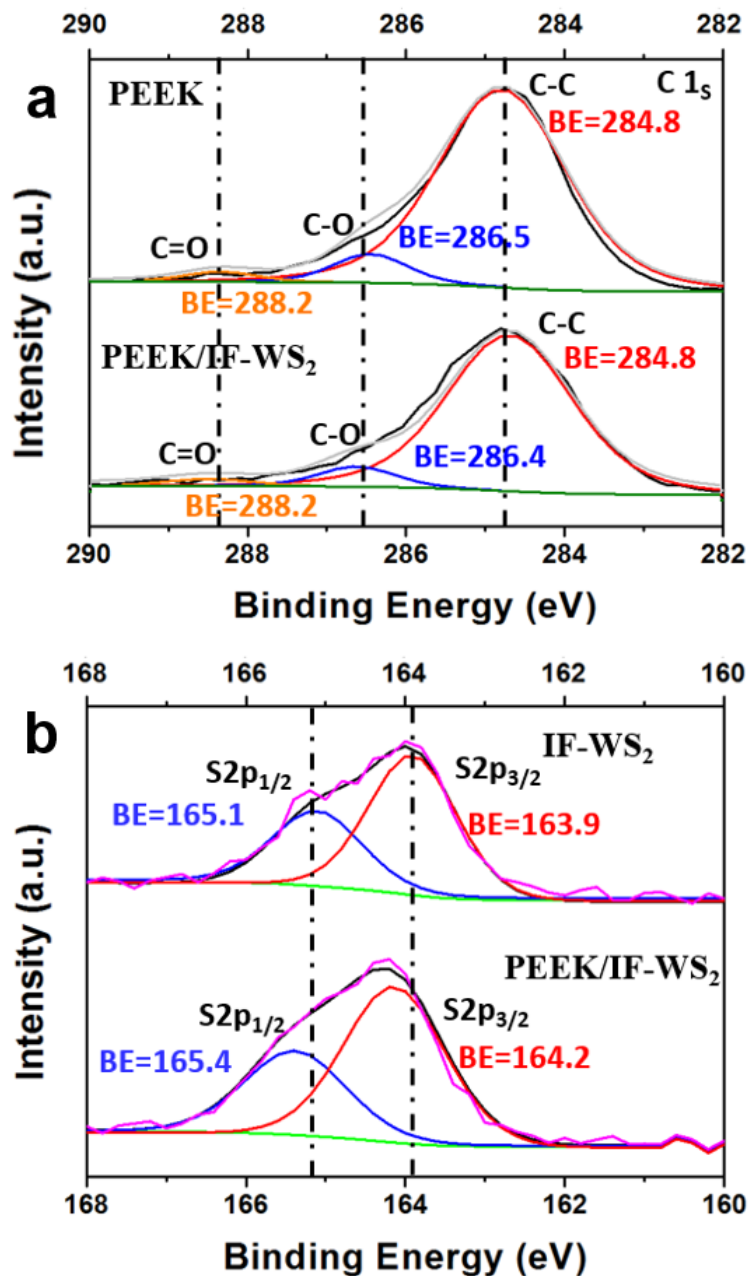 290 288 286 284 282
a
PEEK
C-C
C 1s
BE=284.8
C-O
C=O
BE=286.5
BE=288.2
PEEK/IF-WS2
C-C
BE=284.8
C-O
C=O
BE=286.4
BE=288.2
Intensity (a.u.)
290 288 286 284 282
Binding Energy (eV)
168 166 164 162 160
b
IF-WS2
S2p1/2
S2p3/2
BE=165.1
BE=163.9
PEEK/IF-WS2
S2p1/2
S2p3/2
BE=165.4
BE=164.2
Intensity (a.u.)
168 166 164 162 160
Binding Energy (eV)